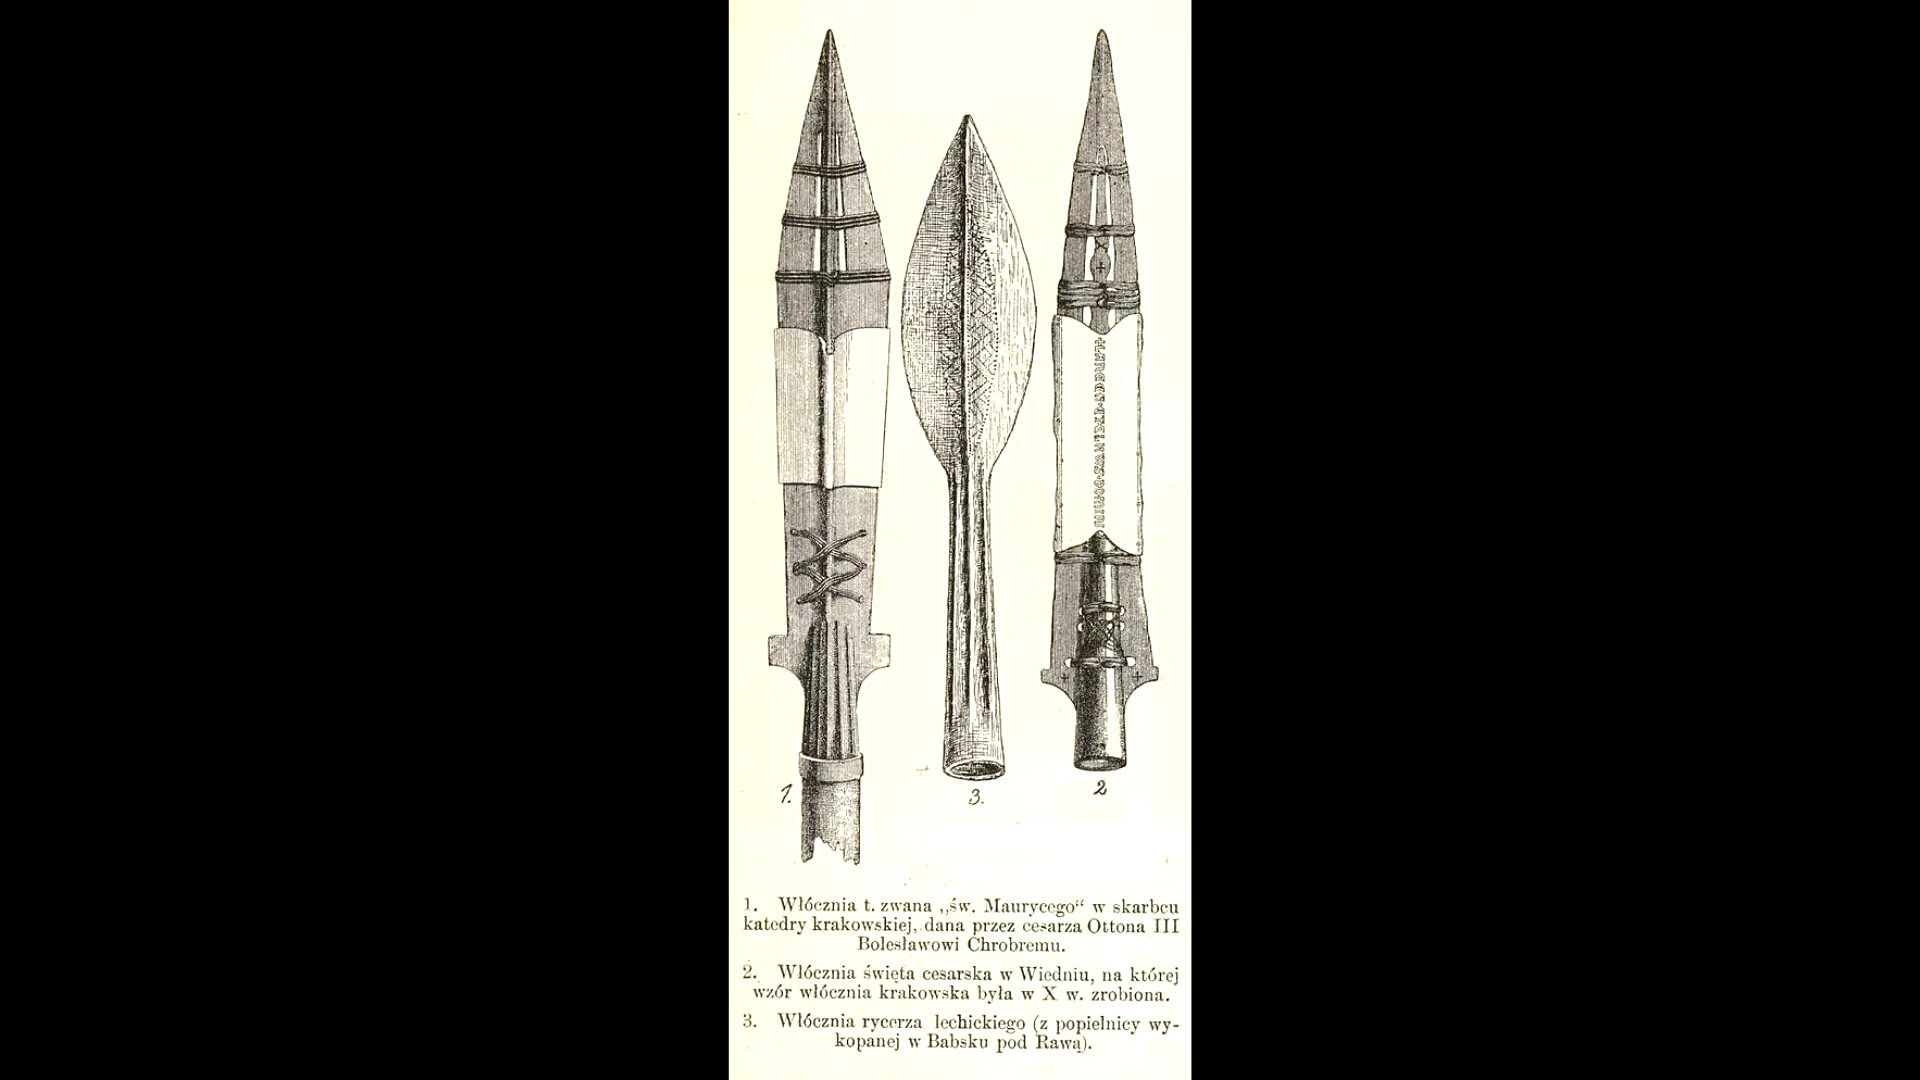 1. 3. 2
1. Włócznia t. zwana „św. Maurycego“ w skarbcu
katedry krakowskiej, dana przez cesarza Ottona III
Bolesławowi Chrobremu.
2. Włócznia święta cesarska w Wiedniu, na której
wzór włócznia krakowska była w X w. zrobiona.
3. Włócznia rycerza lechickiego (z popielnicy wy-
kopanej w Babsku pod Rawą).